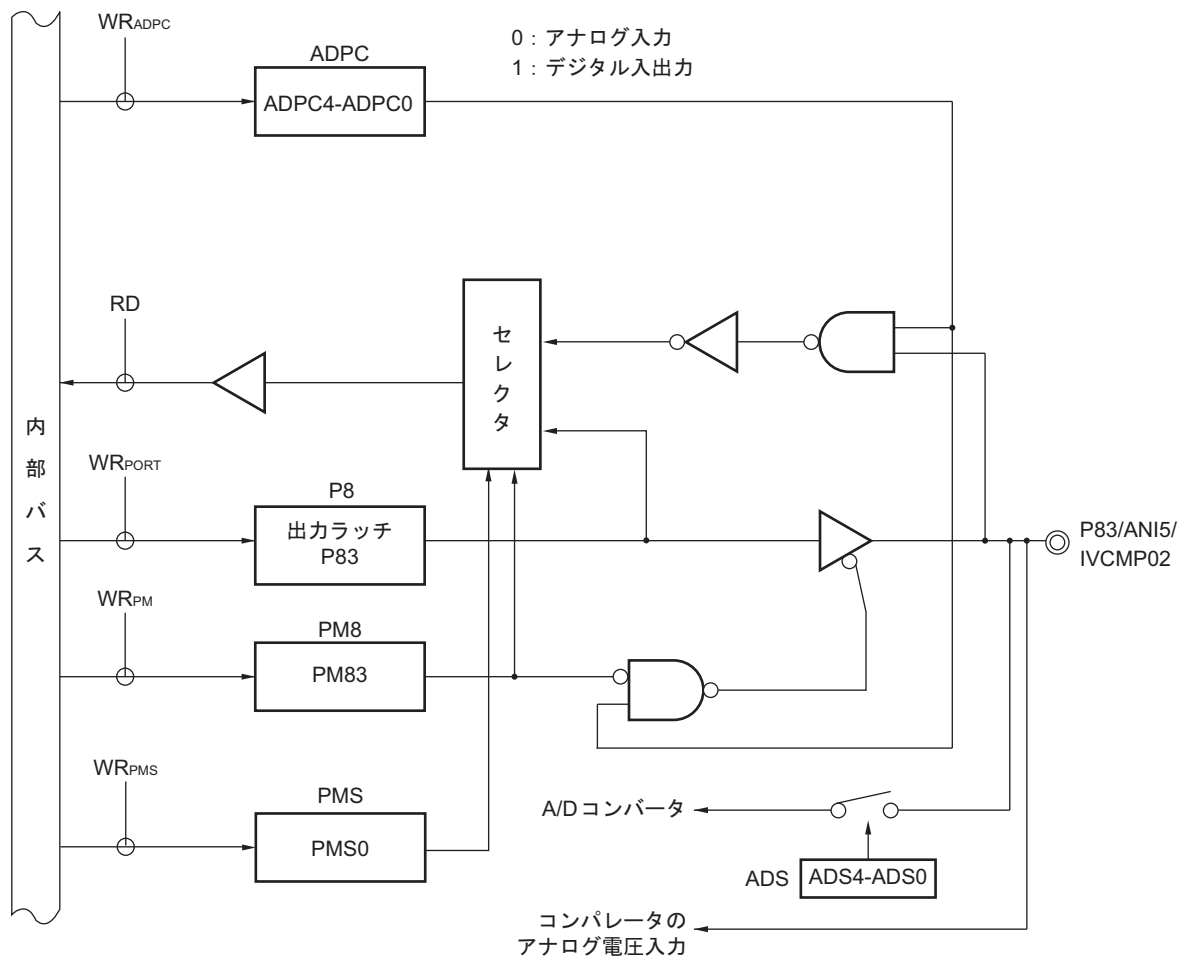 WRADPC
0 : アナログ入力
1 : デジタル入出力
ADPC
ADPC4-ADPC0
RD
セレクタ
内部バス
WRPORT
P8
出力ラッチ
P83
P83/ANI5/
IVCMP02
WRPM
PM8
PM83
WRPMS
PMS
PMS0
A/Dコンバータ
ADS
ADS4-ADS0
コンパレータの
アナログ電圧入力